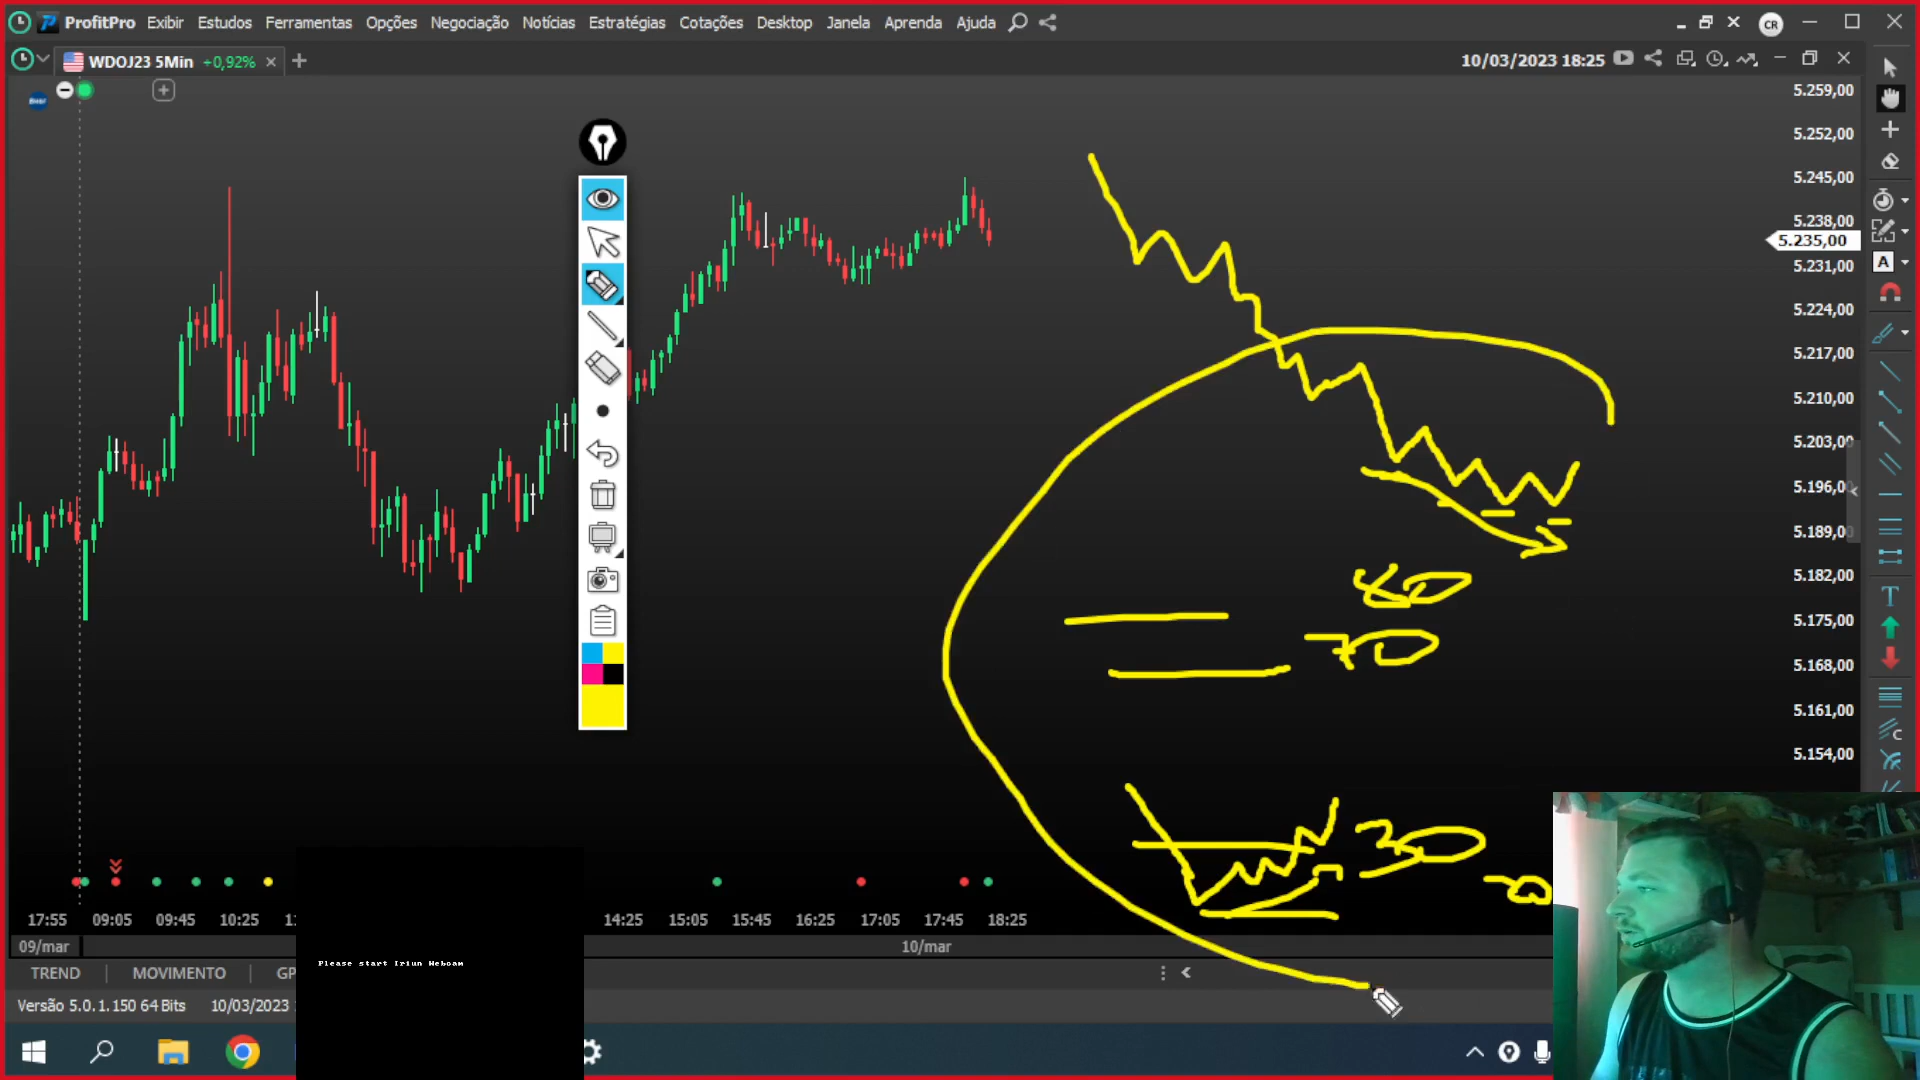 ProfitPro Exibir Estudos Ferramentas Opções Negociação Notícias Estratégias Cotações Desktop Janela Aprenda Ajuda CR
WDOJ23 5Min +0,92% 10/03/2023 18:25
5.259,00
5.252,00
5.245,00
5.238,00
5.235,00
5.231,00
5.224,00
5.217,00
5.210,00
5.203,00
5.196,00
5.189,00
5.182,00
5.175,00
5.168,00
5.161,00
5.154,00
A
T
C
80
70
30
17:55 09:05 09:45 10:25 14:25 15:05 15:45 16:25 17:05 17:45 18:25
09/mar 10/mar
TREND MOVIMENTO
Please start Iriun Webcam
Versão 5.0.1.150 64 Bits 10/03/2023